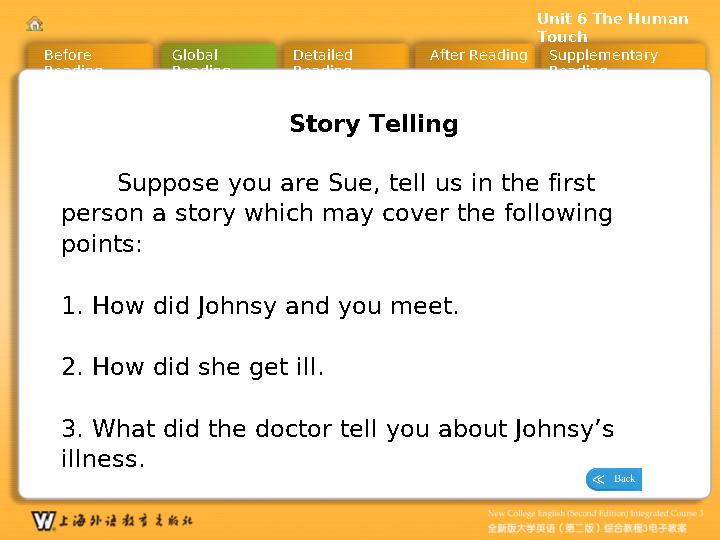 Unit 6 The Human
Touch
Before
Reading
Global
Reading
Detailed
Reading
After Reading
Supplementary
Reading
Story Telling
Suppose you are Sue, tell us in the first
person a story which may cover the following
points:
1. How did Johnsy and you meet.
2. How did she get ill.
3. What did the doctor tell you about Johnsy’s
illness.
Back
W 上海外语教育出版社
New College English (Second Edition) Integrated Course 3
全新版大学英语（第二版）综合教程3电子教案